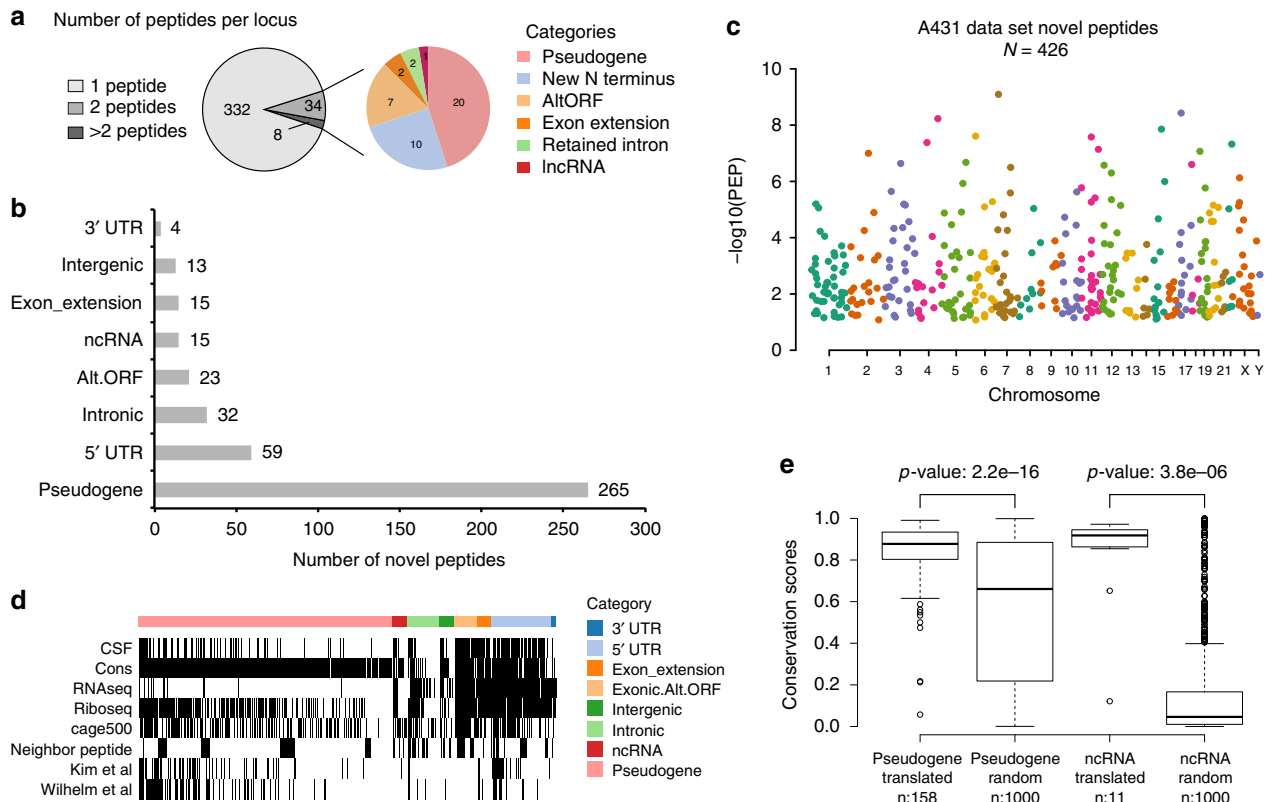 a
Number of peptides per locus
1 peptide
2 peptides
>2 peptides
332
34
8
20
10
7
2
2
1
Categories
Pseudogene
New N terminus
AltORF
Exon extension
Retained intron
lncRNA
b
3′ UTR 4
Intergenic 13
Exon_extension 15
ncRNA 15
Alt.ORF 23
Intronic 32
5′ UTR 59
Pseudogene 265
0 50 100 150 200 250 300
Number of novel peptides
c
A431 data set novel peptides
N = 426
–log10(PEP)
10
8
6
4
2
0
1 2 3 4 5 6 7 8 9 10 11 12 13 15 17 19 21 X Y
Chromosome
d
CSF
Cons
RNAseq
Riboseq
cage500
Neighbor peptide
Kim et al
Wilhelm et al
Category
3′ UTR
5′ UTR
Exon_extension
Exonic.Alt.ORF
Intergenic
Intronic
ncRNA
Pseudogene
e
p-value: 2.2e–16 p-value: 3.8e–06
Conservation scores
1.0
0.8
0.6
0.4
0.2
0.0
Pseudogene translated n:158
Pseudogene random n:1000
ncRNA translated n:11
ncRNA random n:1000